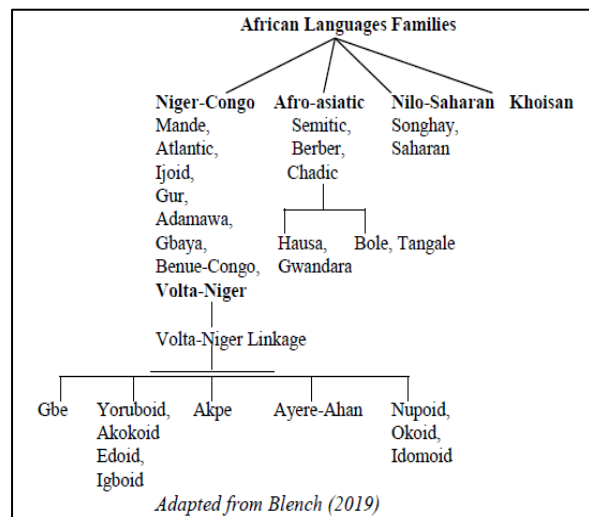 African Languages Families
Niger-Congo Afro-asiatic Nilo-Saharan Khoisan
Mande, Semitic, Songhay,
Atlantic, Berber, Saharan
Ijoid, Chadic
Gur,
Adamawa,
Gbaya, Hausa, Bole, Tangale
Benue-Congo, Gwandara
Volta-Niger
Volta-Niger Linkage
Gbe Yoruboid, Akpe Ayere-Ahan Nupoid,
Akokoid Okoid,
Edoid, Idomoid
Igboid
Adapted from Blench (2019)